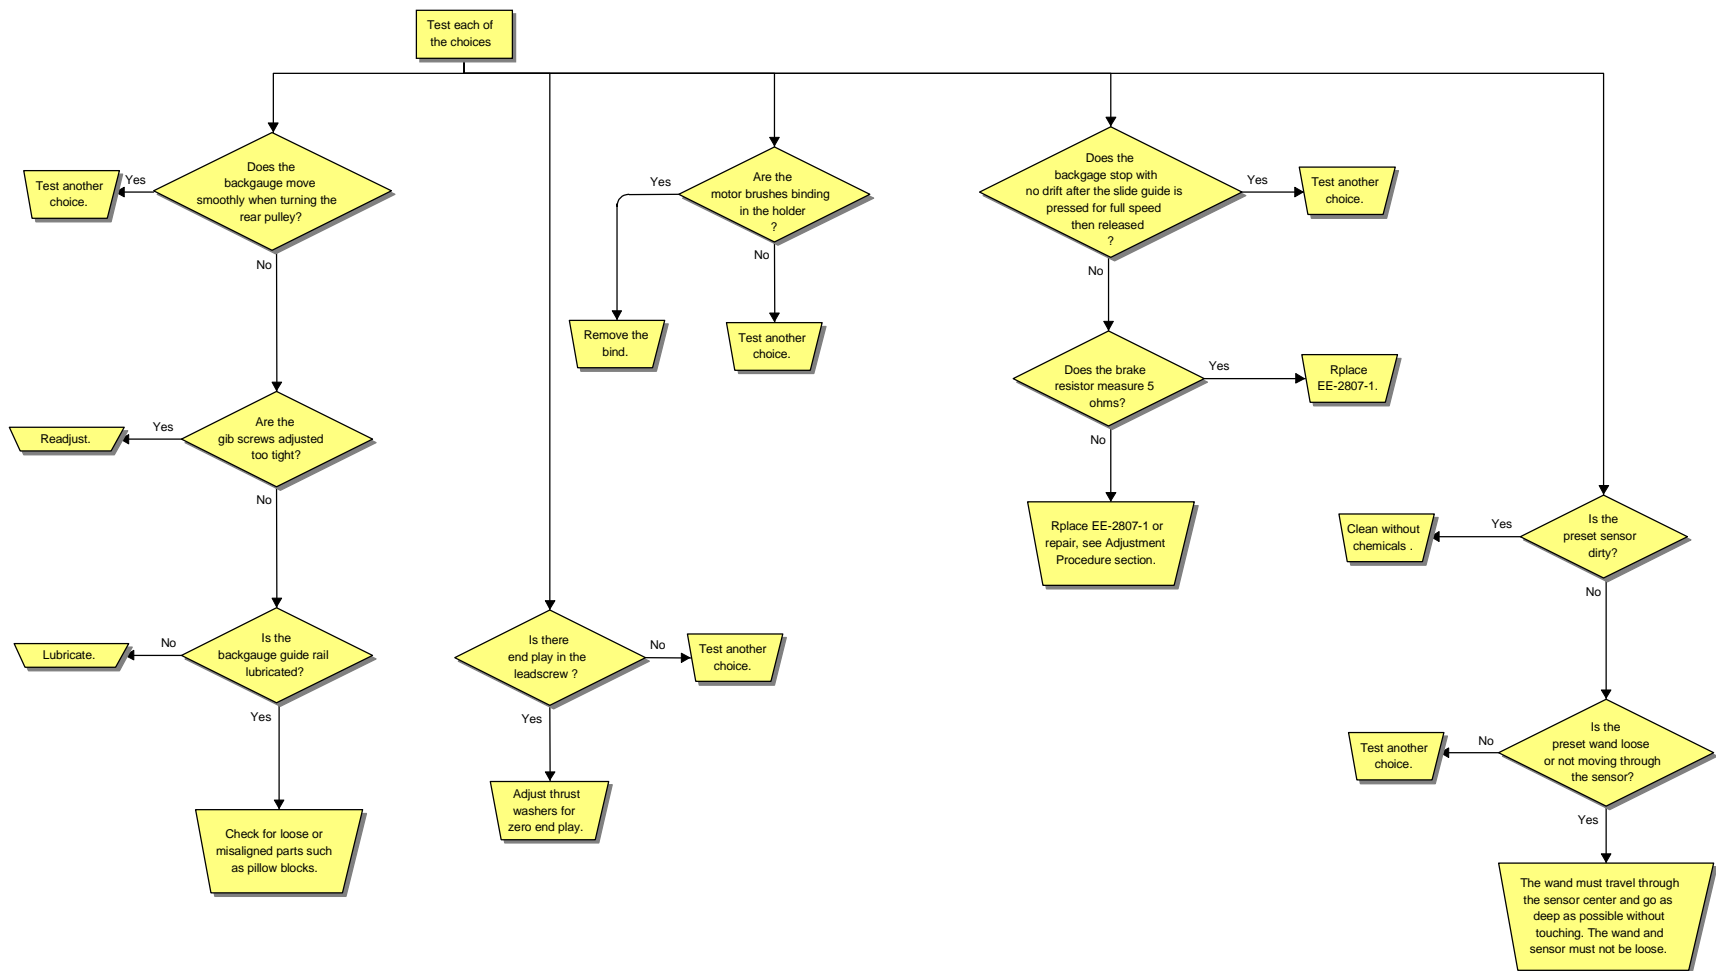 Test each of
the choices
Does the
backgauge move
smoothly when turning the
rear pulley?
Yes
Test another
choice.
No
Are the
gib screws adjusted
too tight?
Yes
Readjust.
No
Is the
backgauge guide rail
lubricated?
No
Lubricate.
Yes
Check for loose or
misaligned parts such
as pillow blocks.
Is there
end play in the
leadscrew ?
No
Test another
choice.
Yes
Adjust thrust
washers for
zero end play.
Are the
motor brushes binding
in the holder
?
Yes
Remove the
bind.
No
Test another
choice.
Does the
backgage stop with
no drift after the slide guide is
pressed for full speed
then released
?
Yes
Test another
choice.
No
Does the brake
resistor measure 5
ohms?
Yes
Rplace
EE-2807-1.
No
Rplace EE-2807-1 or
repair, see Adjustment
Procedure section.
Is the
preset sensor
dirty?
Yes
Clean without
chemicals .
No
Is the
preset wand loose
or not moving through
the sensor?
No
Test another
choice.
Yes
The wand must travel through
the sensor center and go as
deep as possible without
touching. The wand and
sensor must not be loose.